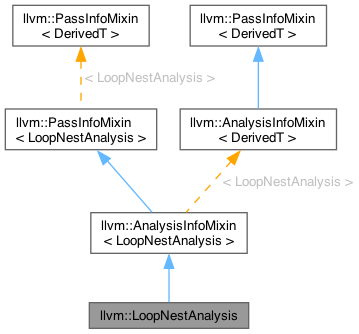 llvm::PassInfoMixin
< DerivedT >
llvm::PassInfoMixin
< DerivedT >
< LoopNestAnalysis >
llvm::PassInfoMixin
< LoopNestAnalysis >
llvm::AnalysisInfoMixin
< DerivedT >
< LoopNestAnalysis >
llvm::AnalysisInfoMixin
< LoopNestAnalysis >
llvm::LoopNestAnalysis